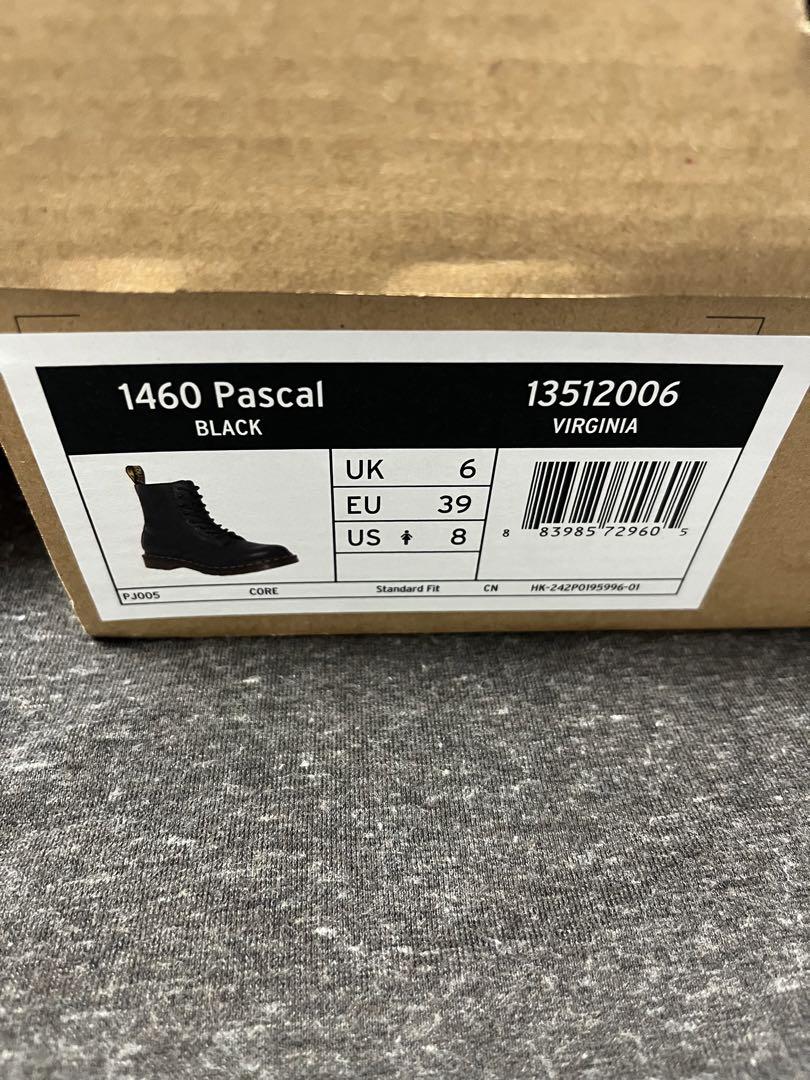 1460 Pascal
BLACK
13512006
VIRGINIA
UK 6
EU 39
US 8
8 83985 72960 5
PJ005 CORE Standard Fit CN HK-242P0195996-01